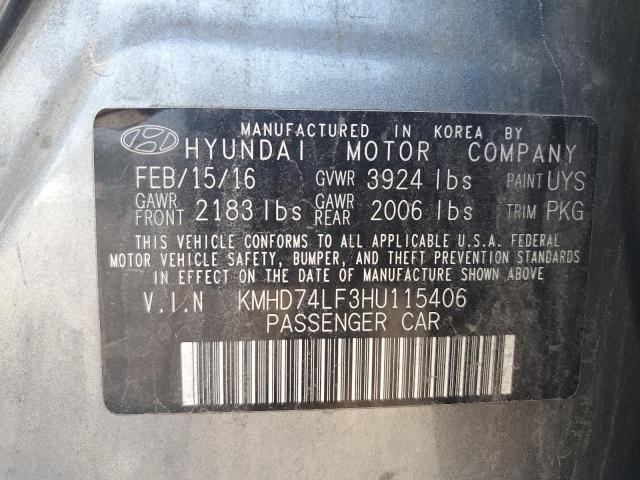 MANUFACTURED IN KOREA BY
HYUNDAI MOTOR COMPANY
FEB/15/16 GVWR 3924 lbs PAINT UYS
GAWR FRONT 2183 lbs GAWR REAR 2006 lbs TRIM PKG
THIS VEHICLE CONFORMS TO ALL APPLICABLE U.S.A. FEDERAL
MOTOR VEHICLE SAFETY, BUMPER, AND THEFT PREVENTION STANDARDS
IN EFFECT ON THE DATE OF MANUFACTURE SHOWN ABOVE.
V.I.N KMHD74LF3HU115406
PASSENGER CAR